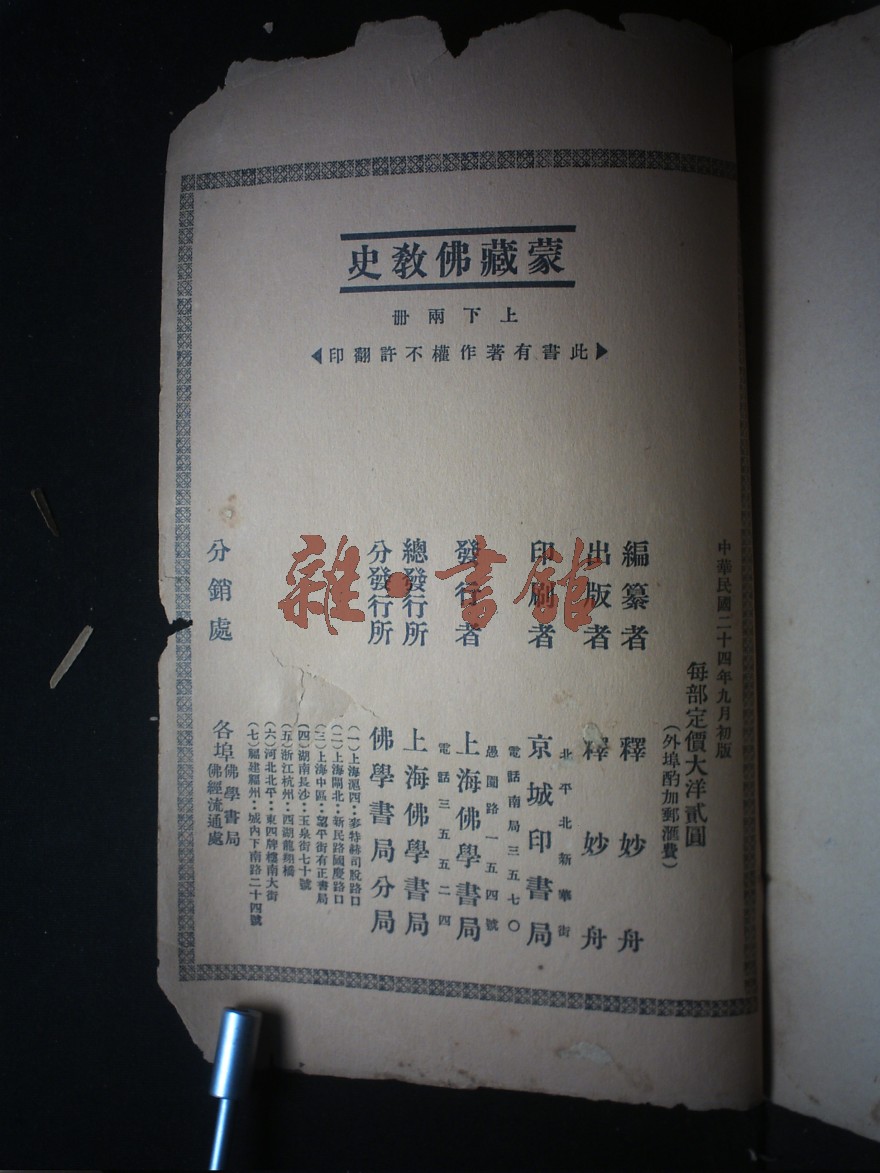 蒙藏佛教史
上下兩冊
此書有著作權不許翻印
中華民國二十四年九月初版
每部定價大洋貳圓
(外埠酌加郵滙費)
編纂者 釋妙舟
出版者 釋妙舟
印刷者 京城印書局
北平北新華街
電話南局三五七〇
發行者 上海佛學書局
愚園路一五四號
電話三五五二四
總發行所 上海佛學書局
分發行所 佛學書局分局
(一)上海滬四:麥特赫司脫路口
(二)上海閘北:新民路國慶路口
(三)上海中區:望平街有正書局
(四)湖南長沙:玉泉街七十號
(五)浙江杭州:西湖龍翔橋
(六)河北北平:東四牌樓南大街
(七)福建福州:城內下南路二十四號
分銷處 各埠佛學書局
佛經流通處
雜·書館